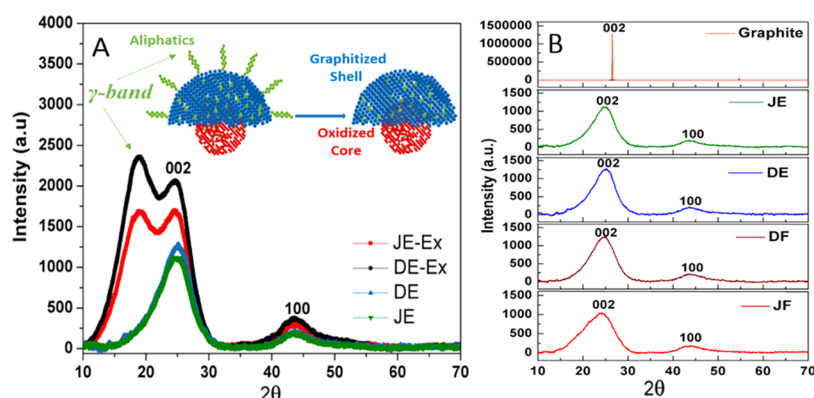 A
Aliphatics
γ-band
Graphitized
Shell
Oxidized
Core
002
100
JE-Ex
DE-Ex
DE
JE
Intensity (a.u)
4000
3500
3000
2500
2000
1500
1000
500
0
10 20 30 40 50 60 70
2θ
B
002
Graphite
1500000
1000000
500000
0
002
JE
100
1500
1000
500
0
002
DE
100
1500
1000
500
0
002
DF
100
1500
1000
500
0
002
JF
100
1500
1000
500
0
Intensity (a.u.)
10 20 30 40 50 60 70
2θ